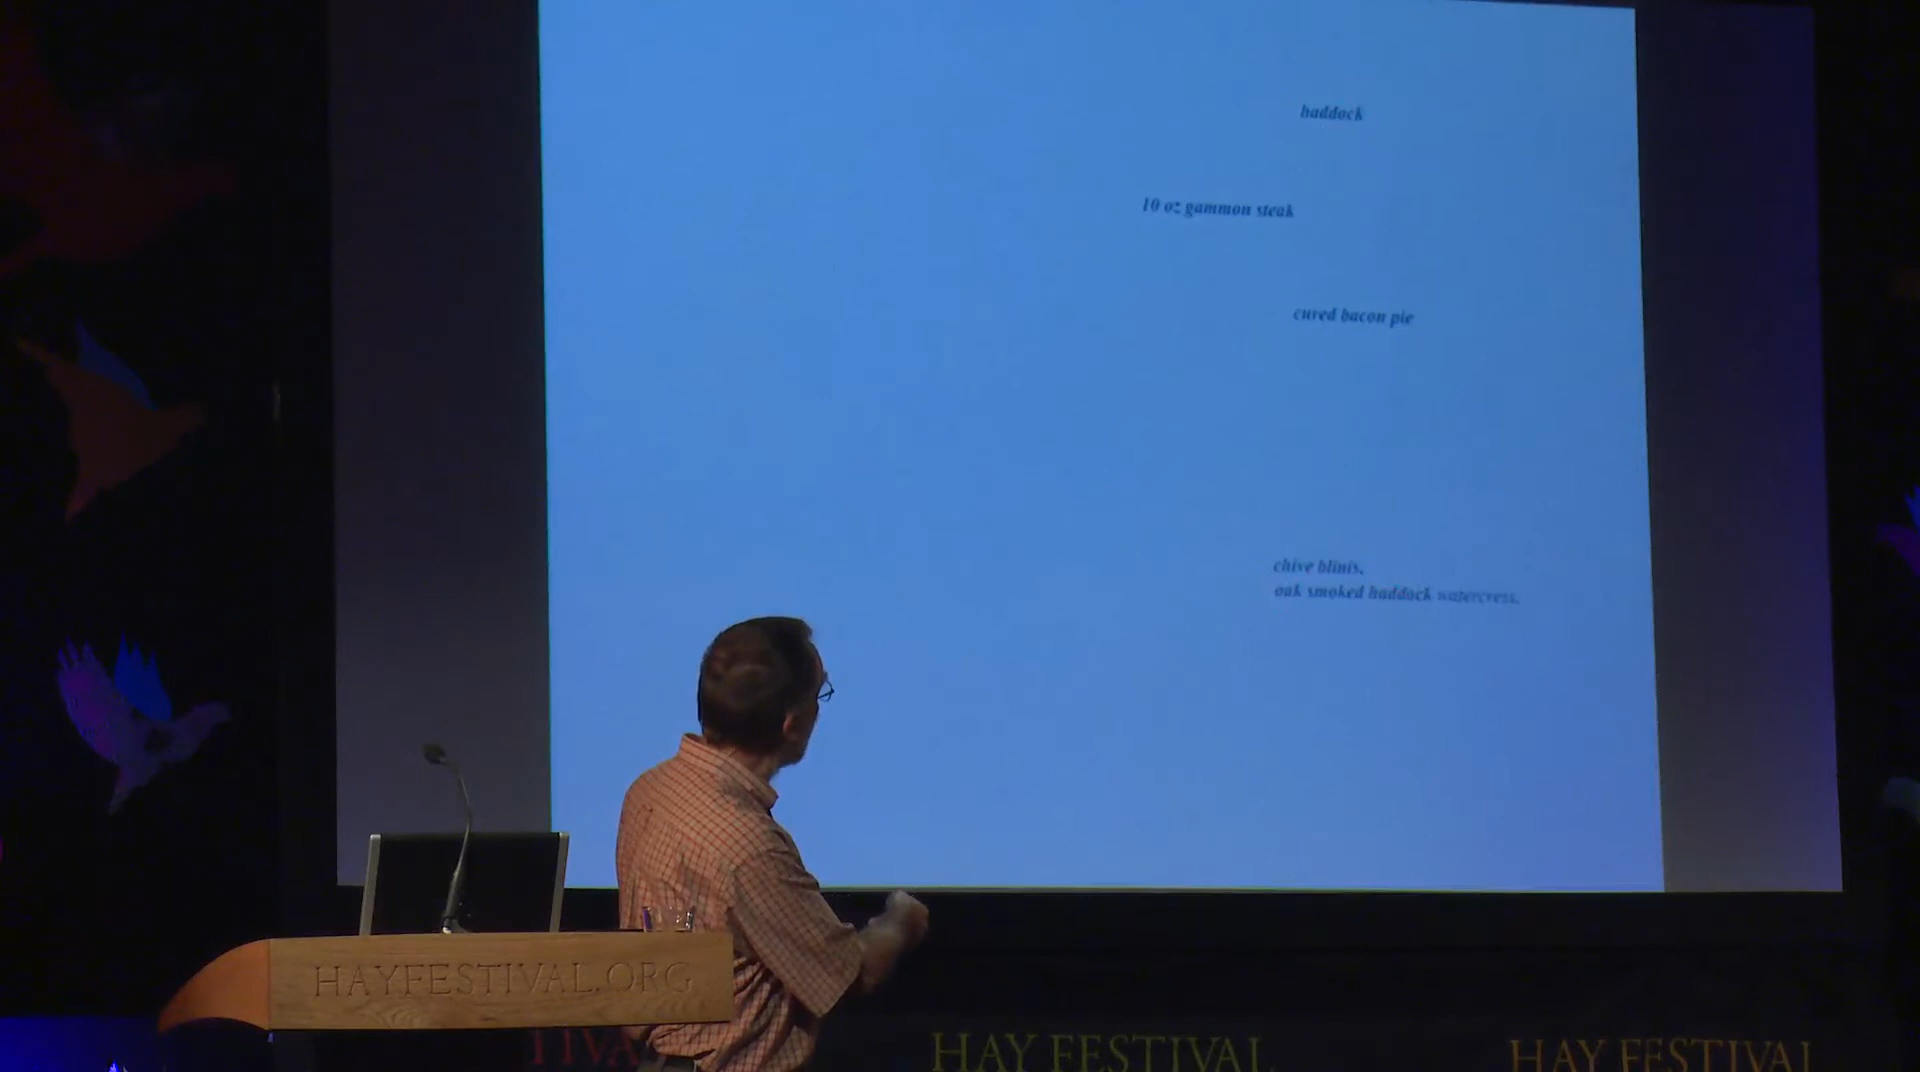 haddock
10 oz gammon steak
cured bacon pie
chive blinis,
oak smoked haddock watercress,
HAYFESTIVAL.ORG
TIVA
HAY FESTIVAL
HAY FESTIVAL